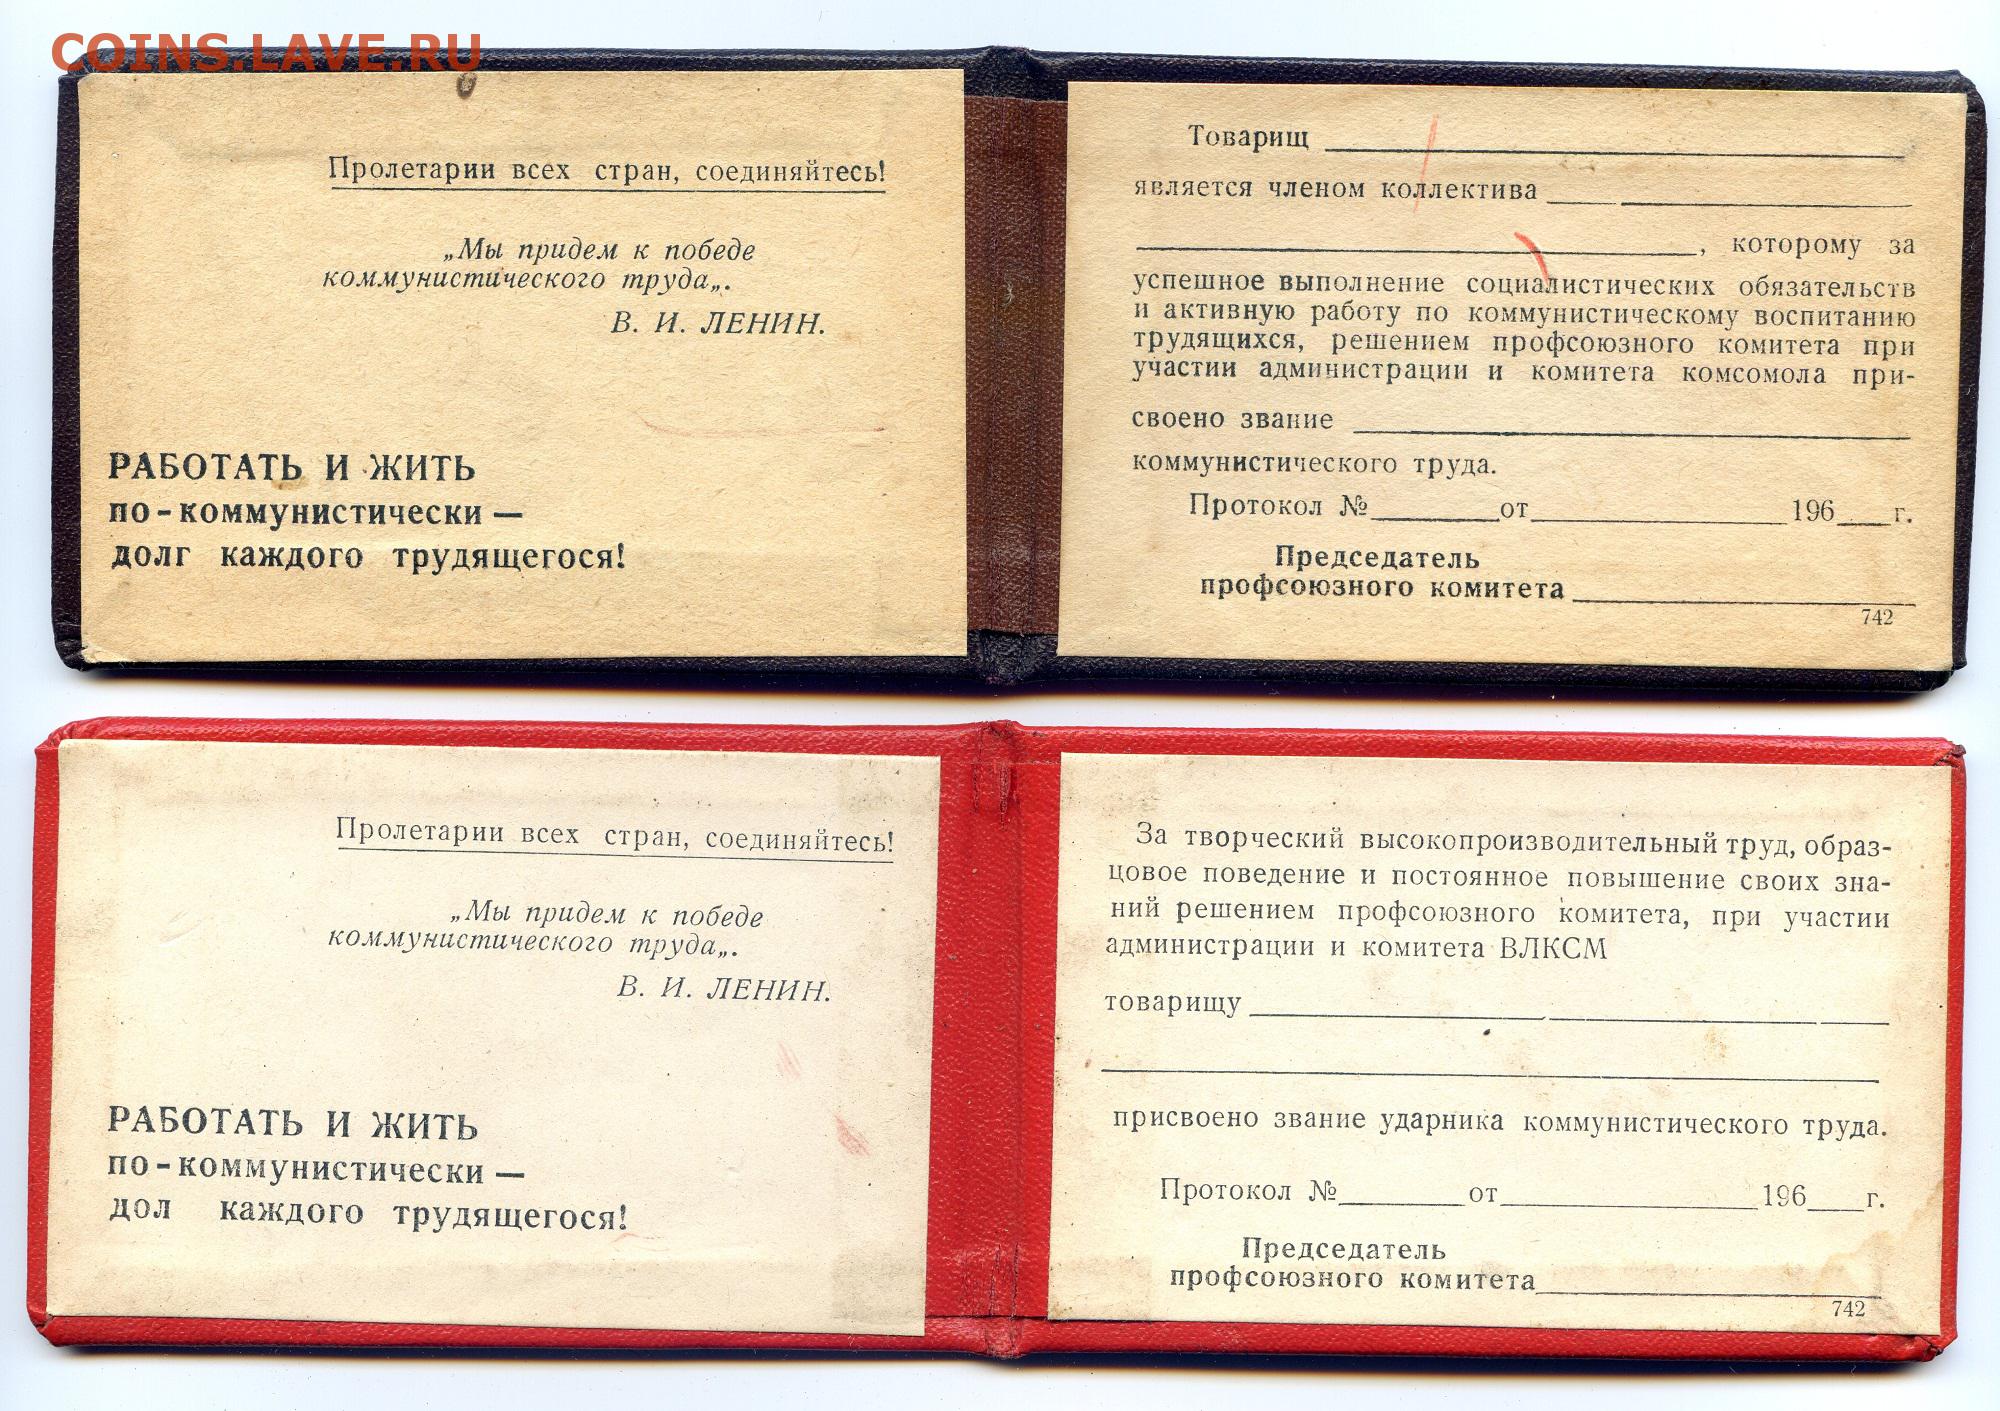 COINS.LAVE.RU
Пролетарии всех стран, соединяйтесь!
„Мы придем к победе
коммунистического труда„.
В. И. ЛЕНИН.
РАБОТАТЬ И ЖИТЬ
по-коммунистически —
долг каждого трудящегося!
Товарищ
является членом коллектива
, которому за
успешное выполнение социалистических обязательств
и активную работу по коммунистическому воспитанию
трудящихся, решением профсоюзного комитета при
участии администрации и комитета комсомола при-
своено звание
коммунистического труда.
Протокол № от 196 г.
Председатель
профсоюзного комитета
742
Пролетарии всех стран, соединяйтесь!
„Мы придем к победе
коммунистического труда„.
В. И. ЛЕНИН.
РАБОТАТЬ И ЖИТЬ
по-коммунистически —
дол каждого трудящегося!
За творческий высокопроизводительный труд, образ-
цовое поведение и постоянное повышение своих зна-
ний решением профсоюзного комитета, при участии
администрации и комитета ВЛКСМ
товарищу
присвоено звание ударника коммунистического труда.
Протокол № от 196 г.
Председатель
профсоюзного комитета
742